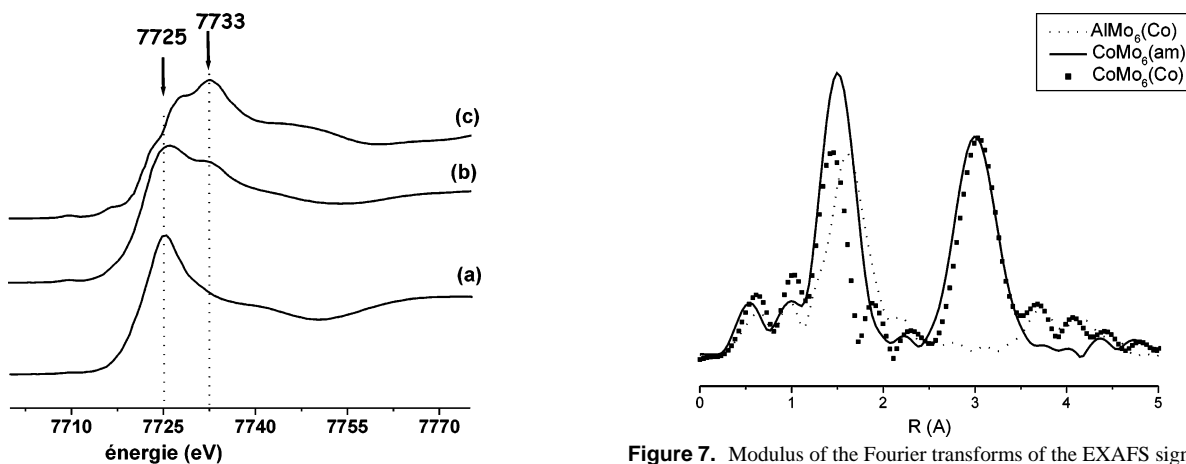 7725
7733
(c)
(b)
(a)
7710
7725
7740
7755
7770
énergie (eV)
AlMo6(Co)
CoMo6(am)
CoMo6(Co)
0
1
2
3
4
5
R (A)
Figure 7. Modulus of the Fourier transforms of the EXAFS sign